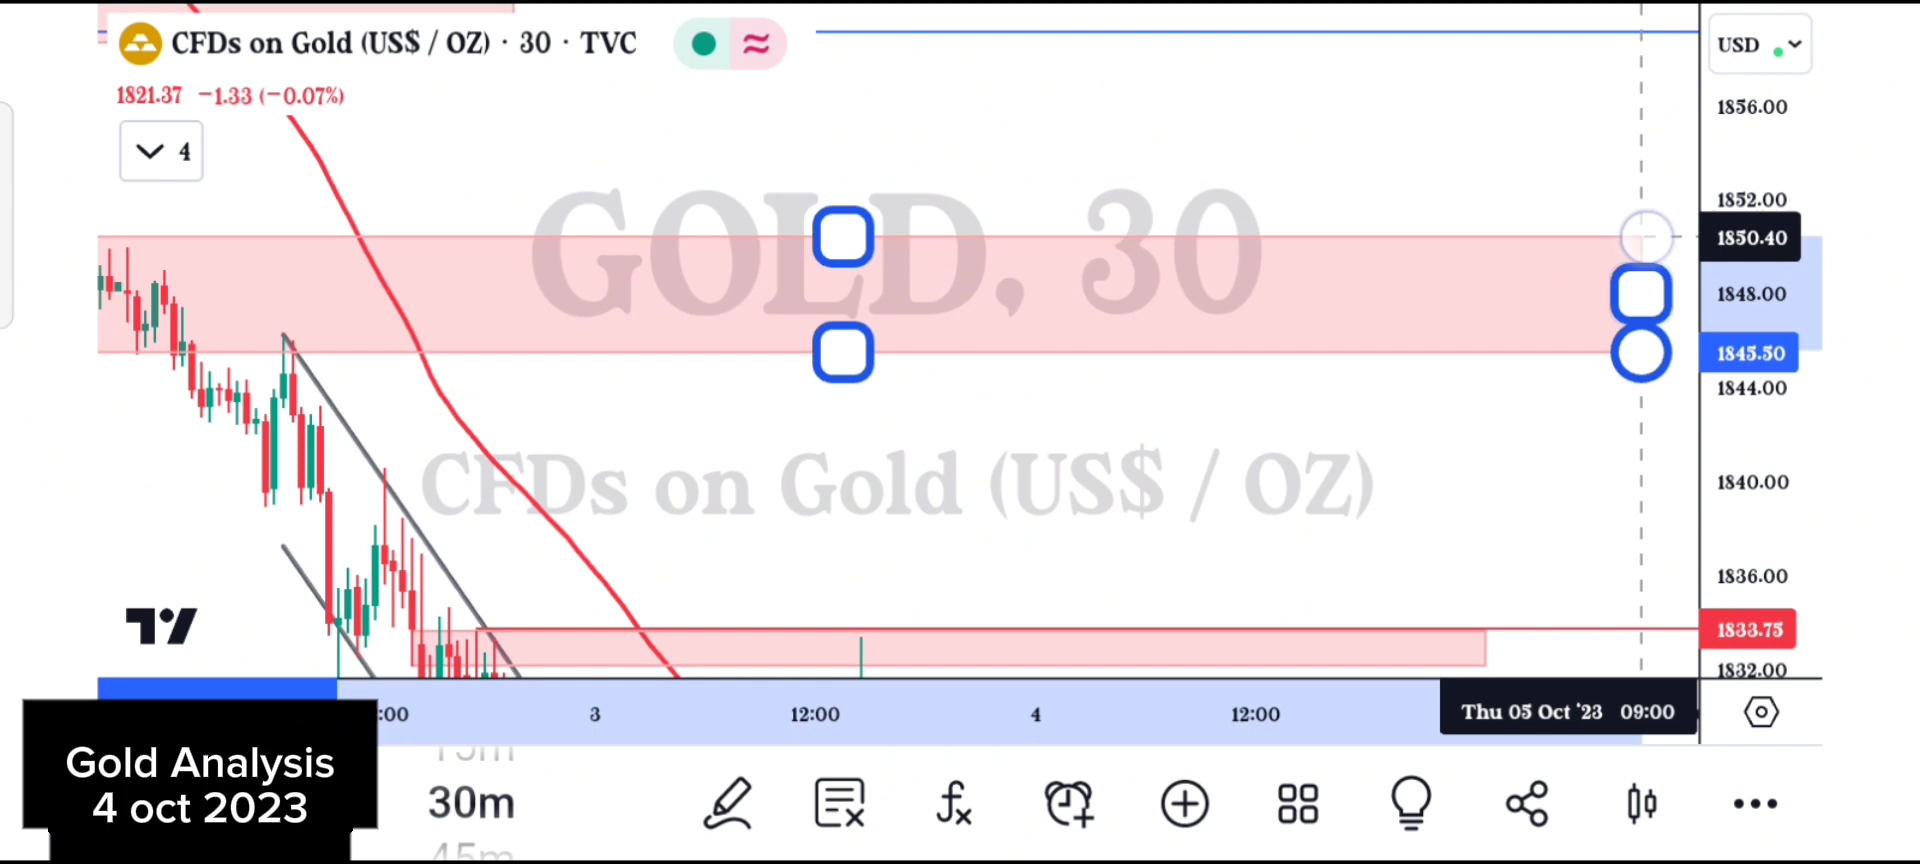 CFDs on Gold (US$ / OZ) · 30 · TVC
USD
1821.37 −1.33 (−0.07%)
4
1856.00
1852.00
1850.40
1848.00
1845.50
1844.00
1840.00
1836.00
1833.75
1832.00
GOLD, 30
CFDs on Gold (US$ / OZ)
:00
3
12:00
4
12:00
Thu 05 Oct '23 09:00
Gold Analysis
4 oct 2023
15m
30m
45m